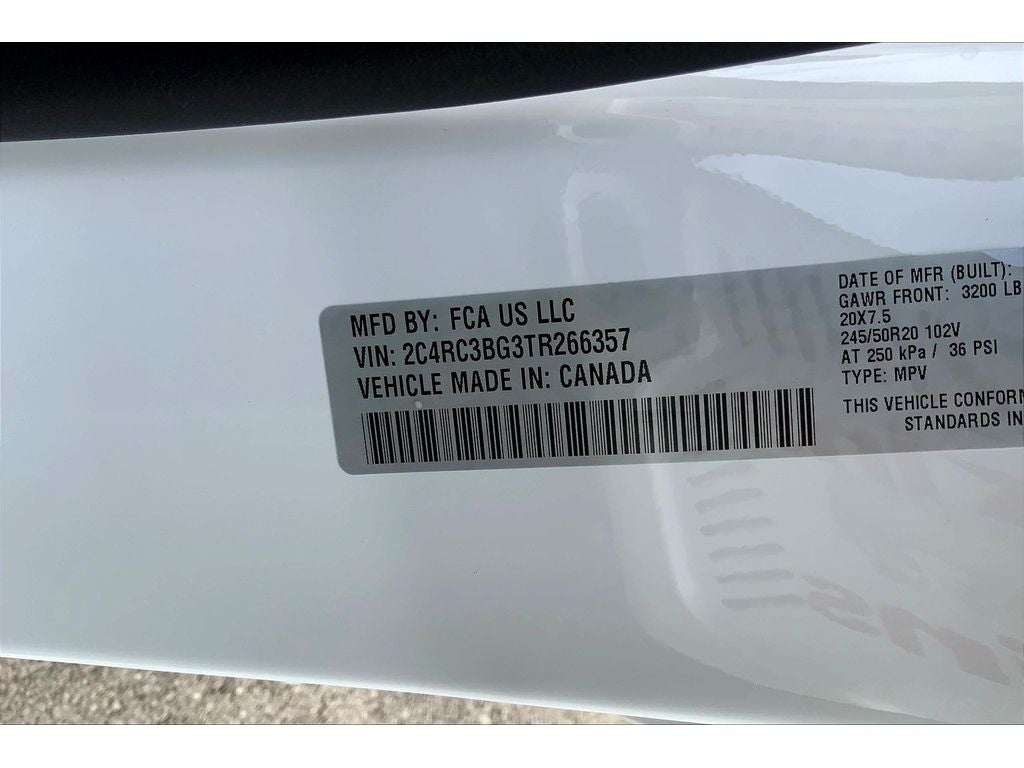 MFD BY: FCA US LLC
VIN: 2C4RC3BG3TR266357
VEHICLE MADE IN: CANADA
DATE OF MFR (BUILT):
GAWR FRONT: 3200 LB
20X7.5
245/50R20 102V
AT 250 kPa / 36 PSI
TYPE: MPV
THIS VEHICLE CONFORM
STANDARDS IN